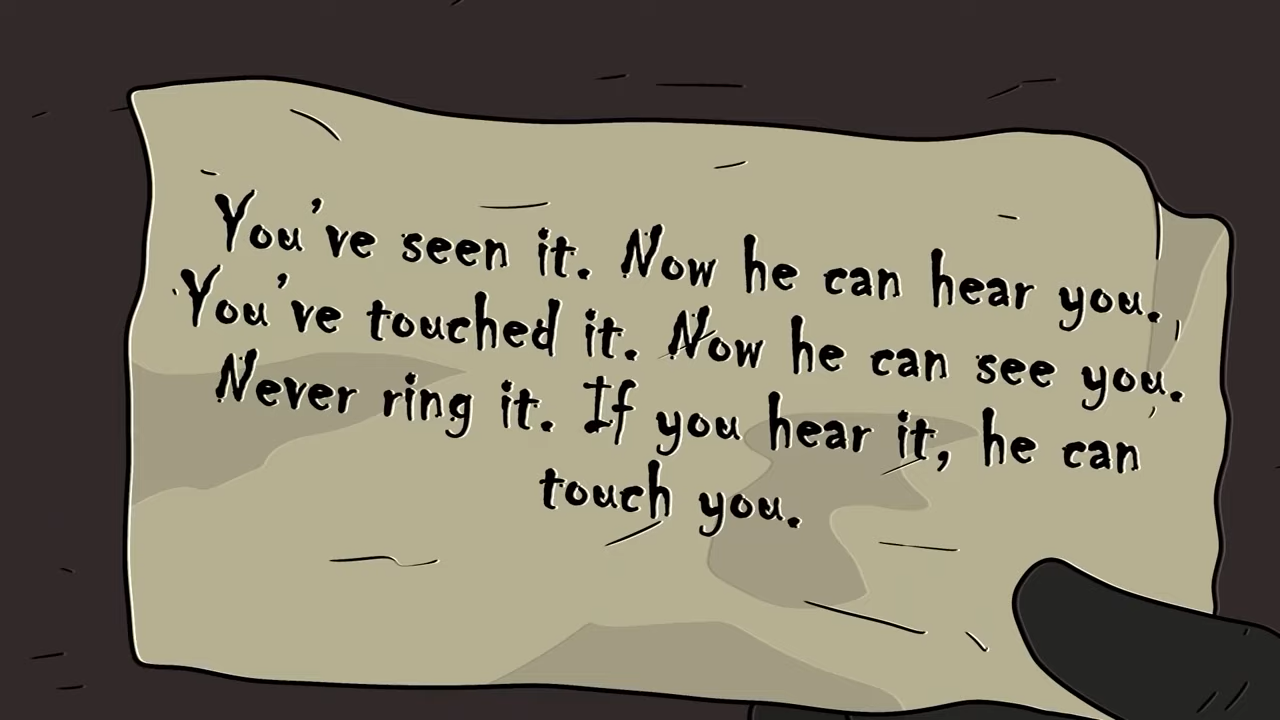 You've seen it. Now he can hear you.
You've touched it. Now he can see you.
Never ring it. If you hear it, he can
touch you.